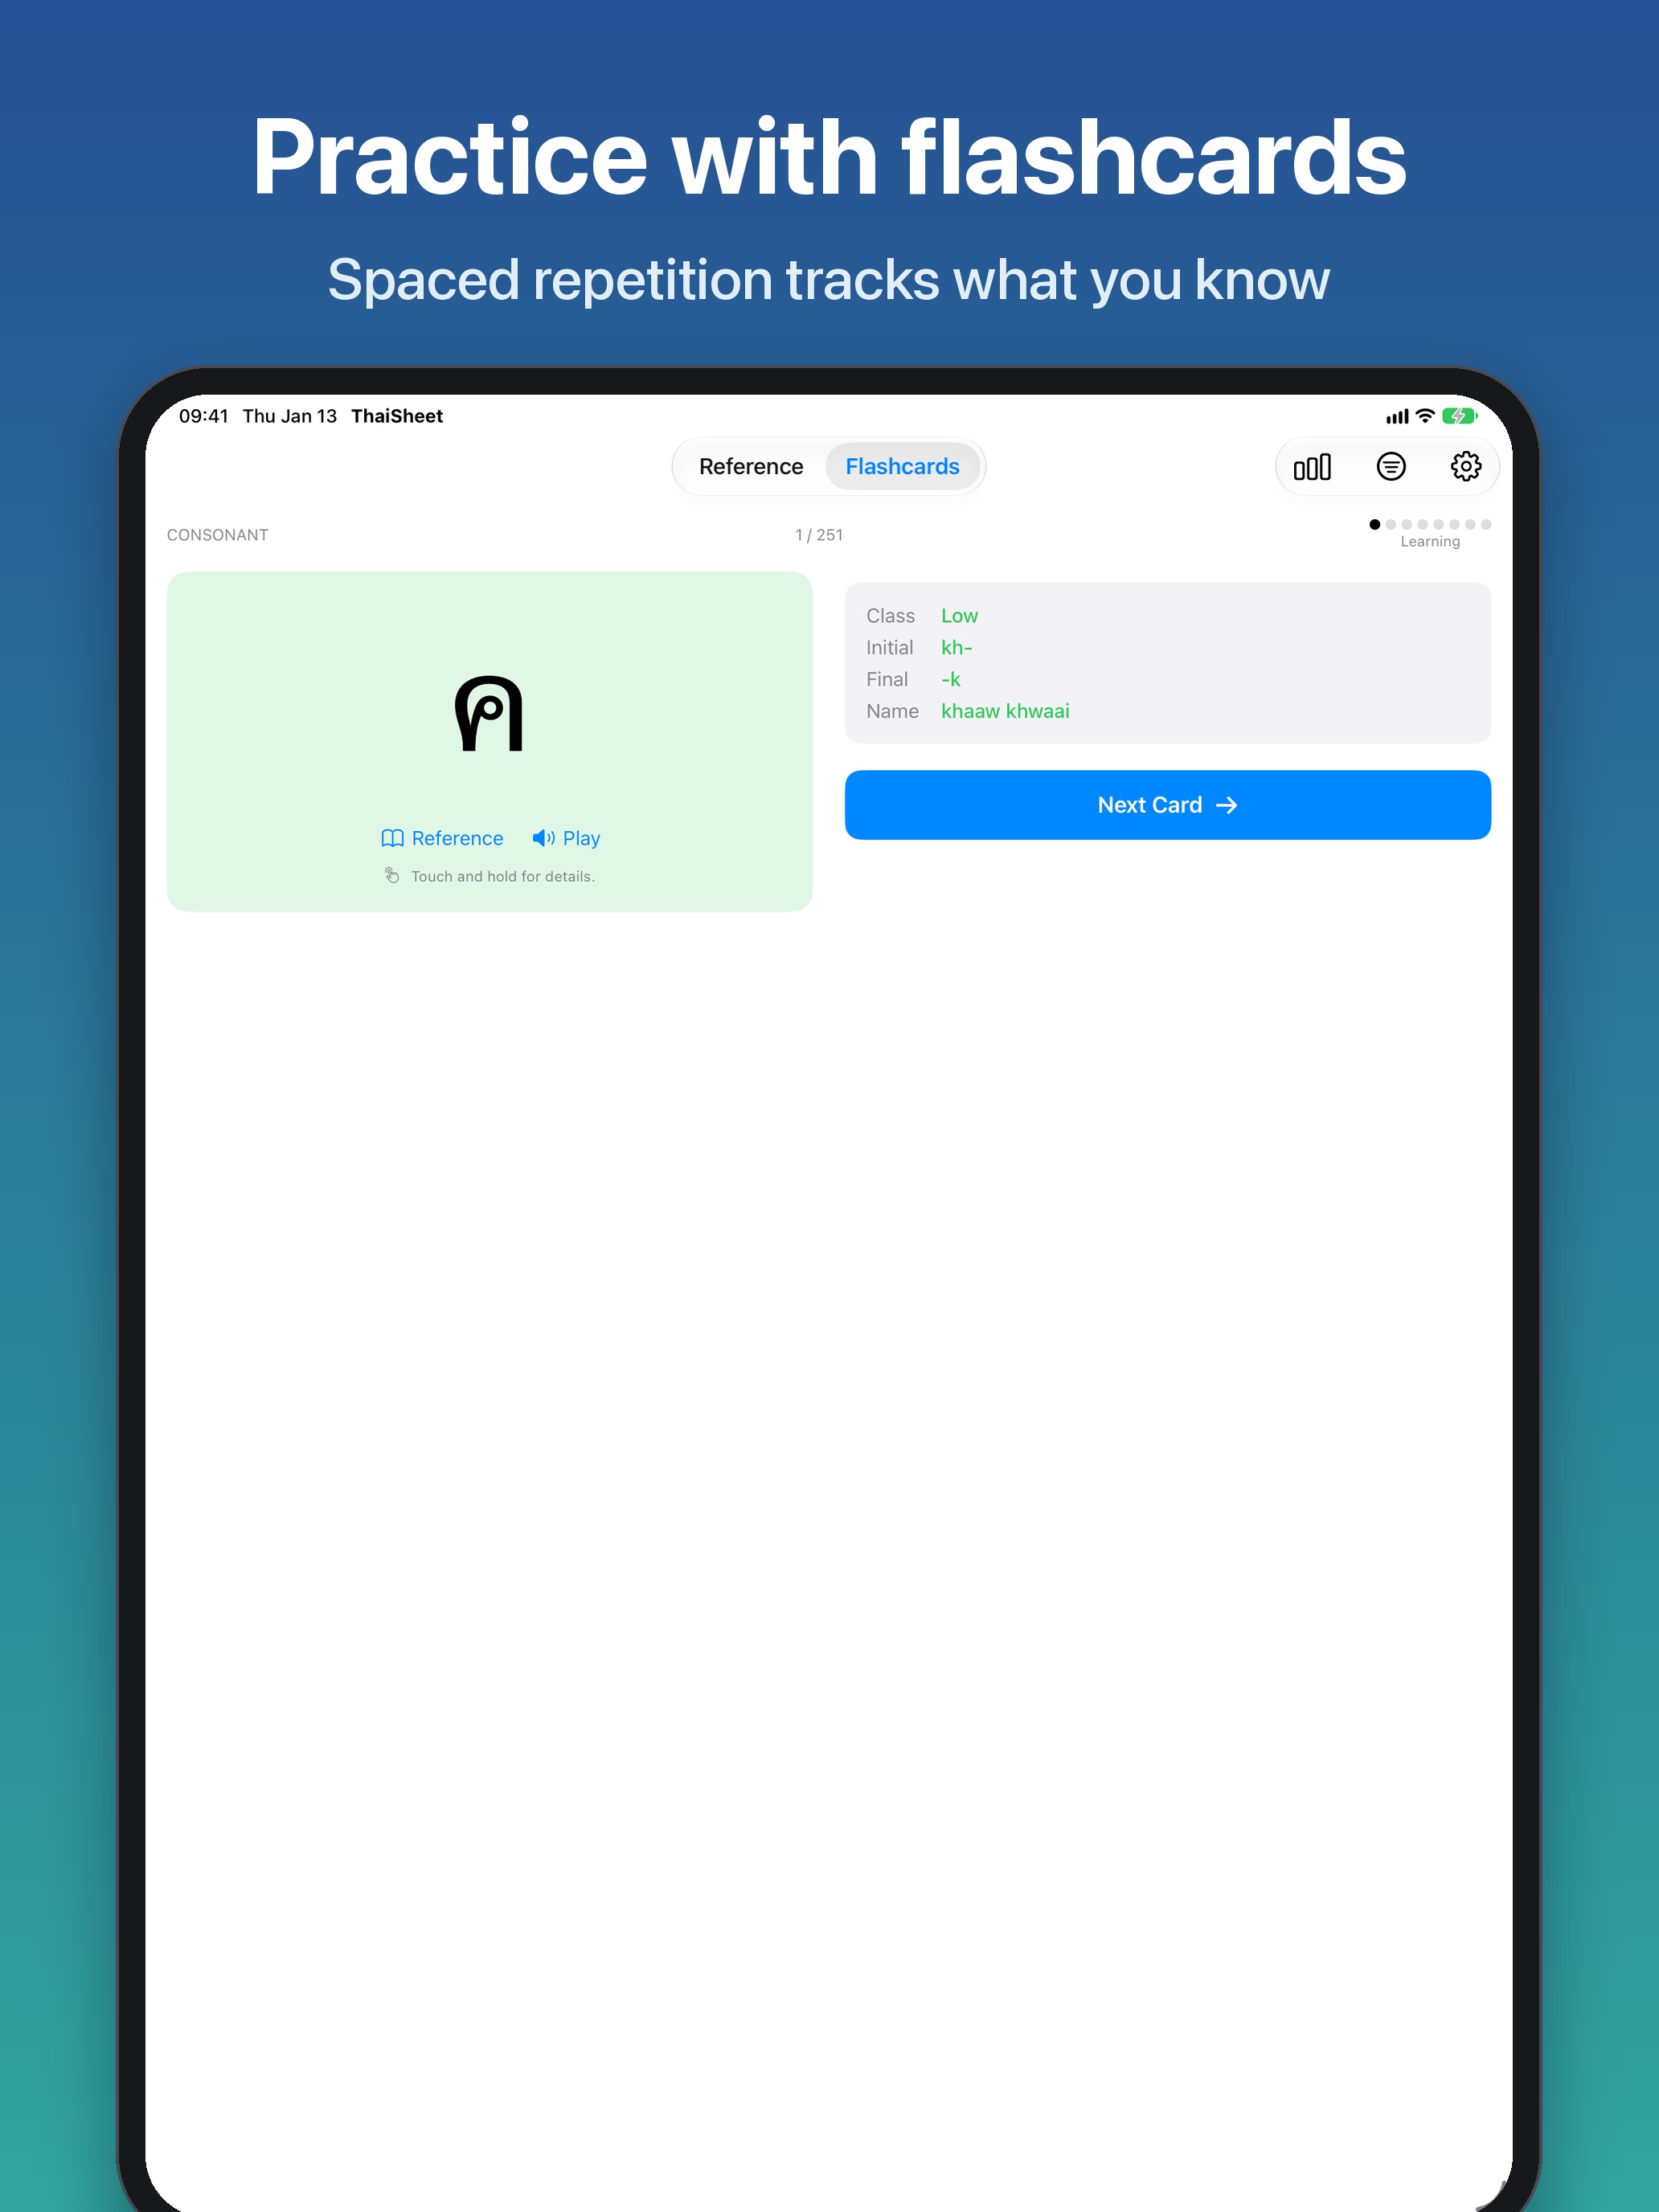 Practice with flashcards
Spaced repetition tracks what you know
09:41 Thu Jan 13 ThaiSheet
Reference Flashcards
CONSONANT 1 / 251 Learning
ค
Reference Play
Touch and hold for details.
Class Low
Initial kh-
Final -k
Name khaaw khwaai
Next Card →